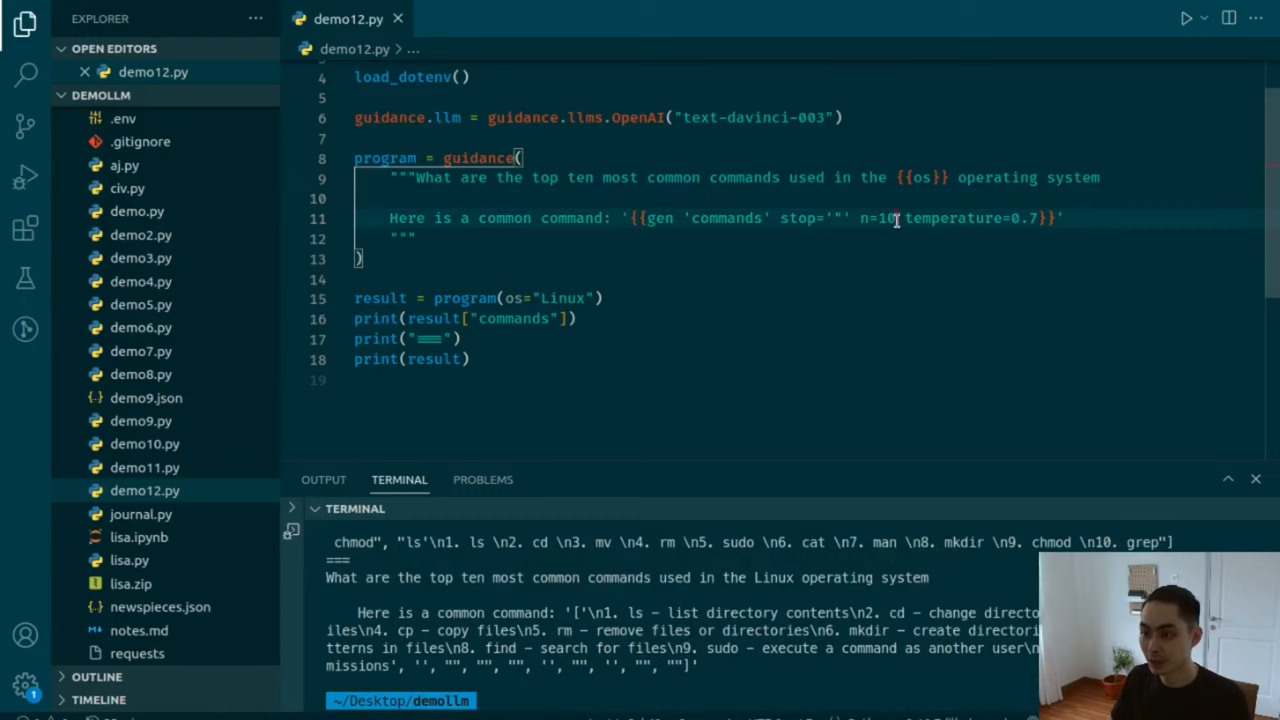 EXPLORER
OPEN EDITORS
demo12.py
DEMOLLM
.env
.gitignore
aj.py
civ.py
demo.py
demo2.py
demo3.py
demo4.py
demo5.py
demo6.py
demo7.py
demo8.py
demo9.json
demo9.py
demo10.py
demo11.py
demo12.py
journal.py
lisa.ipynb
lisa.py
lisa.zip
newspieces.json
notes.md
requests
OUTLINE
TIMELINE
1
demo12.py
demo12.py > ...
4 load_dotenv()
5
6 guidance.llm = guidance.llms.OpenAI("text-davinci-003")
7
8 program = guidance(
9 """What are the top ten most common commands used in the {{os}} operating system
10
11 Here is a common command: '{{gen 'commands' stop='"' n=10 temperature=0.7}}'
12 """
13 )
14
15 result = program(os="Linux")
16 print(result["commands"])
17 print("===")
18 print(result)
19
OUTPUT TERMINAL PROBLEMS
TERMINAL
chmod", "ls'\n1. ls \n2. cd \n3. mv \n4. rm \n5. sudo \n6. cat \n7. man \n8. mkdir \n9. chmod \n10. grep"]
===
What are the top ten most common commands used in the Linux operating system
Here is a common command: '['\n1. ls - list directory contents\n2. cd - change directo
iles\n4. cp - copy files\n5. rm - remove files or directories\n6. mkdir - create directori
tterns in files\n8. find - search for files\n9. sudo - execute a command as another user\n
missions', '', "", "", "", '', "", '', "", ""]'
~/Desktop/demollm